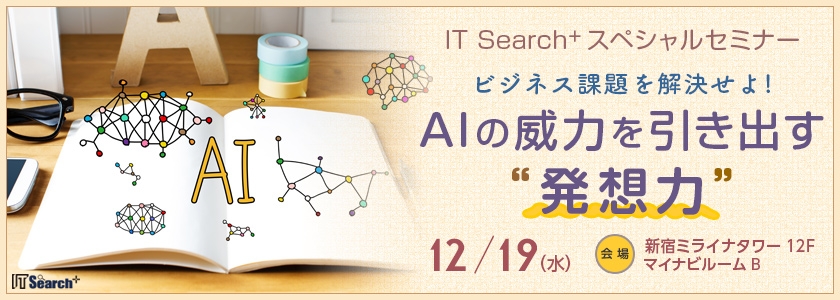 IT Search+ スペシャルセミナー
ビジネス課題を解決せよ!
AIの威力を引き出す
“発想力”
12/19(水)
会場
新宿ミライナタワー 12F
マイナビルーム B
A
AI
IT Search+